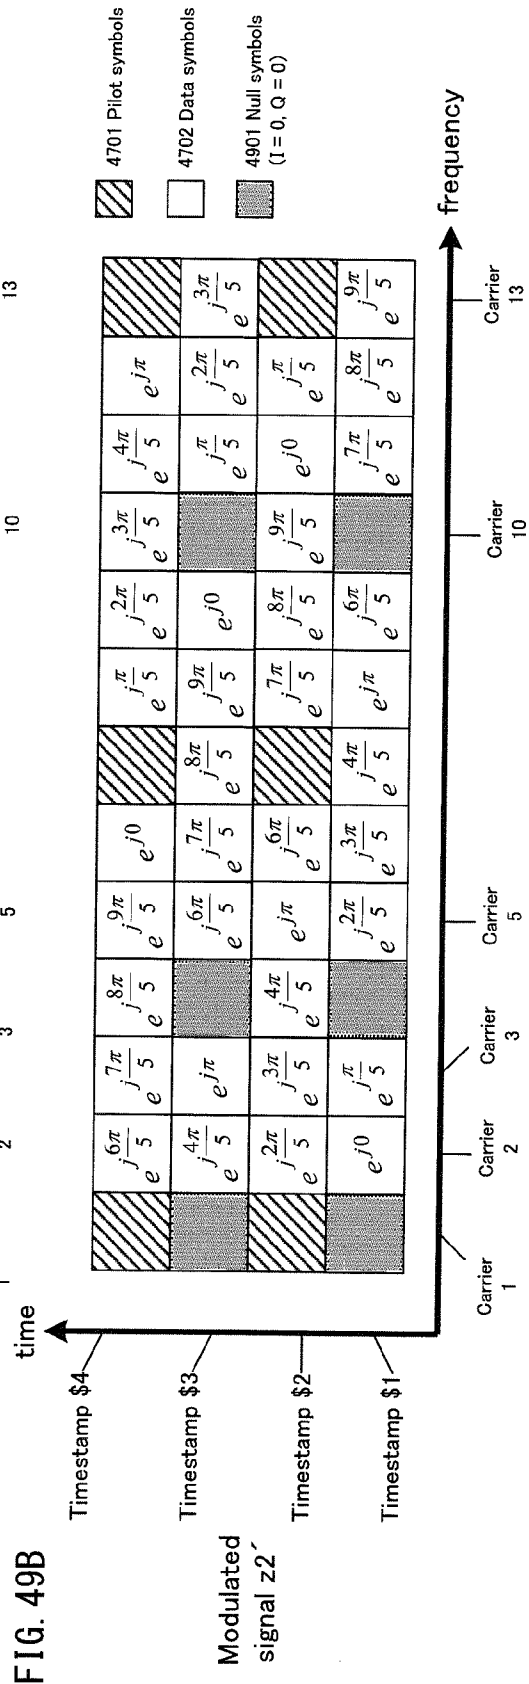 2 3 5 10 13
FIG. 49B
time
Timestamp $4
e^{j6π/5} e^{j7π/5} e^{j8π/5} e^{j9π/5} e^{j0} e^{jπ/5} e^{j2π/5} e^{j3π/5} e^{j4π/5} e^{jπ}
Timestamp $3
e^{j4π/5} e^{jπ} e^{j6π/5} e^{j7π/5} e^{j8π/5} e^{j9π/5} e^{j0} e^{jπ/5} e^{j2π/5} e^{j3π/5}
Modulated
signal z2´
Timestamp $2
e^{j2π/5} e^{j3π/5} e^{j4π/5} e^{jπ} e^{j6π/5} e^{j7π/5} e^{j8π/5} e^{j9π/5} e^{j0} e^{jπ/5}
Timestamp $1
e^{j0} e^{jπ/5} e^{j2π/5} e^{j3π/5} e^{j4π/5} e^{jπ} e^{j6π/5} e^{j7π/5} e^{j8π/5} e^{j9π/5}
4701 Pilot symbols
4702 Data symbols
4901 Null symbols
(I = 0, Q = 0)
frequency
Carrier
1
Carrier
2
Carrier
3
Carrier
5
Carrier
10
Carrier
13